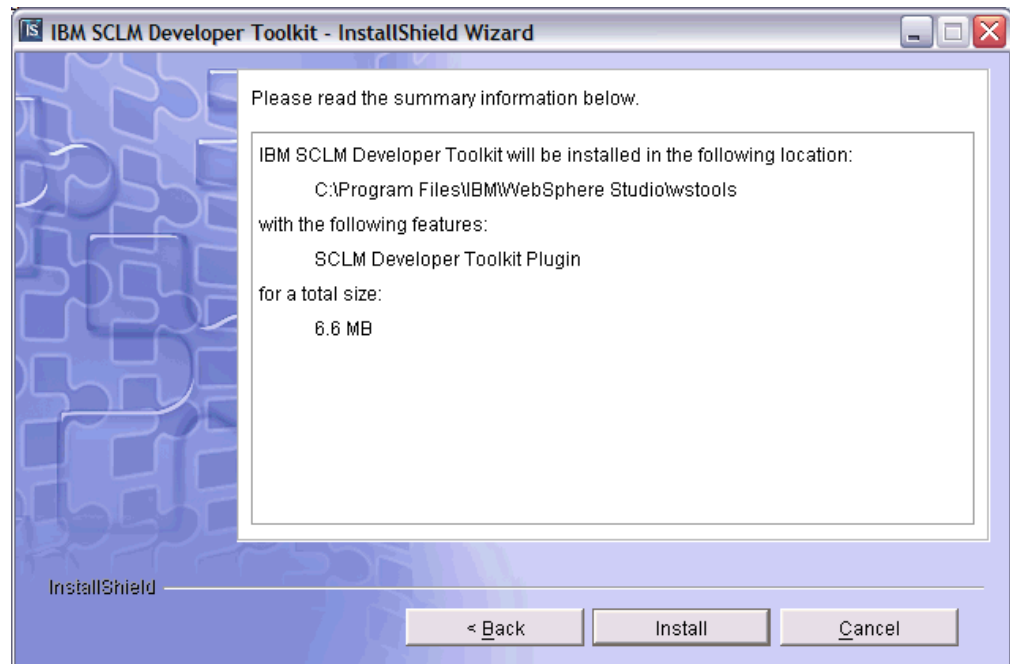 IS IBM SCLM Developer Toolkit - InstallShield Wizard
Please read the summary information below.
IBM SCLM Developer Toolkit will be installed in the following location:
C:\Program Files\IBM\WebSphere Studio\wstools
with the following features:
SCLM Developer Toolkit Plugin
for a total size:
6.6 MB
InstallShield
< Back Install Cancel